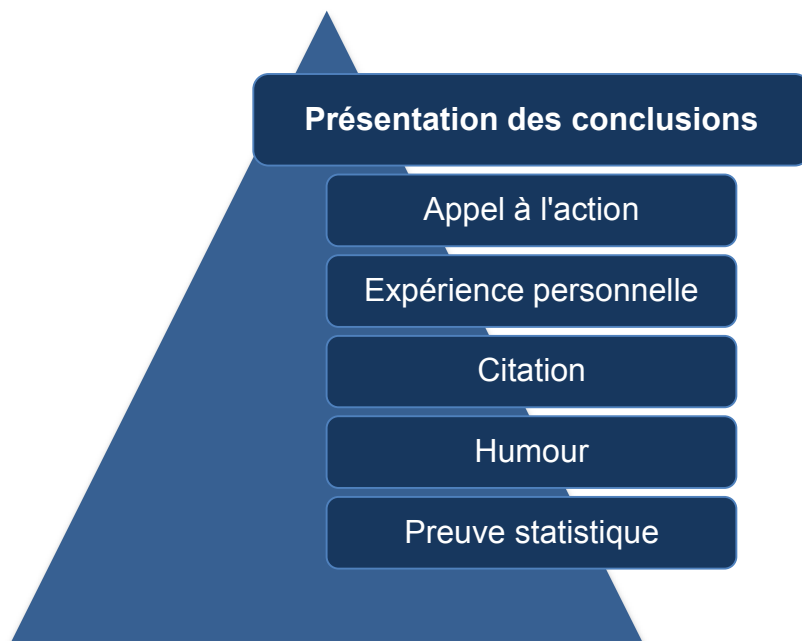 Présentation des conclusions
Appel à l'action
Expérience personnelle
Citation
Humour
Preuve statistique